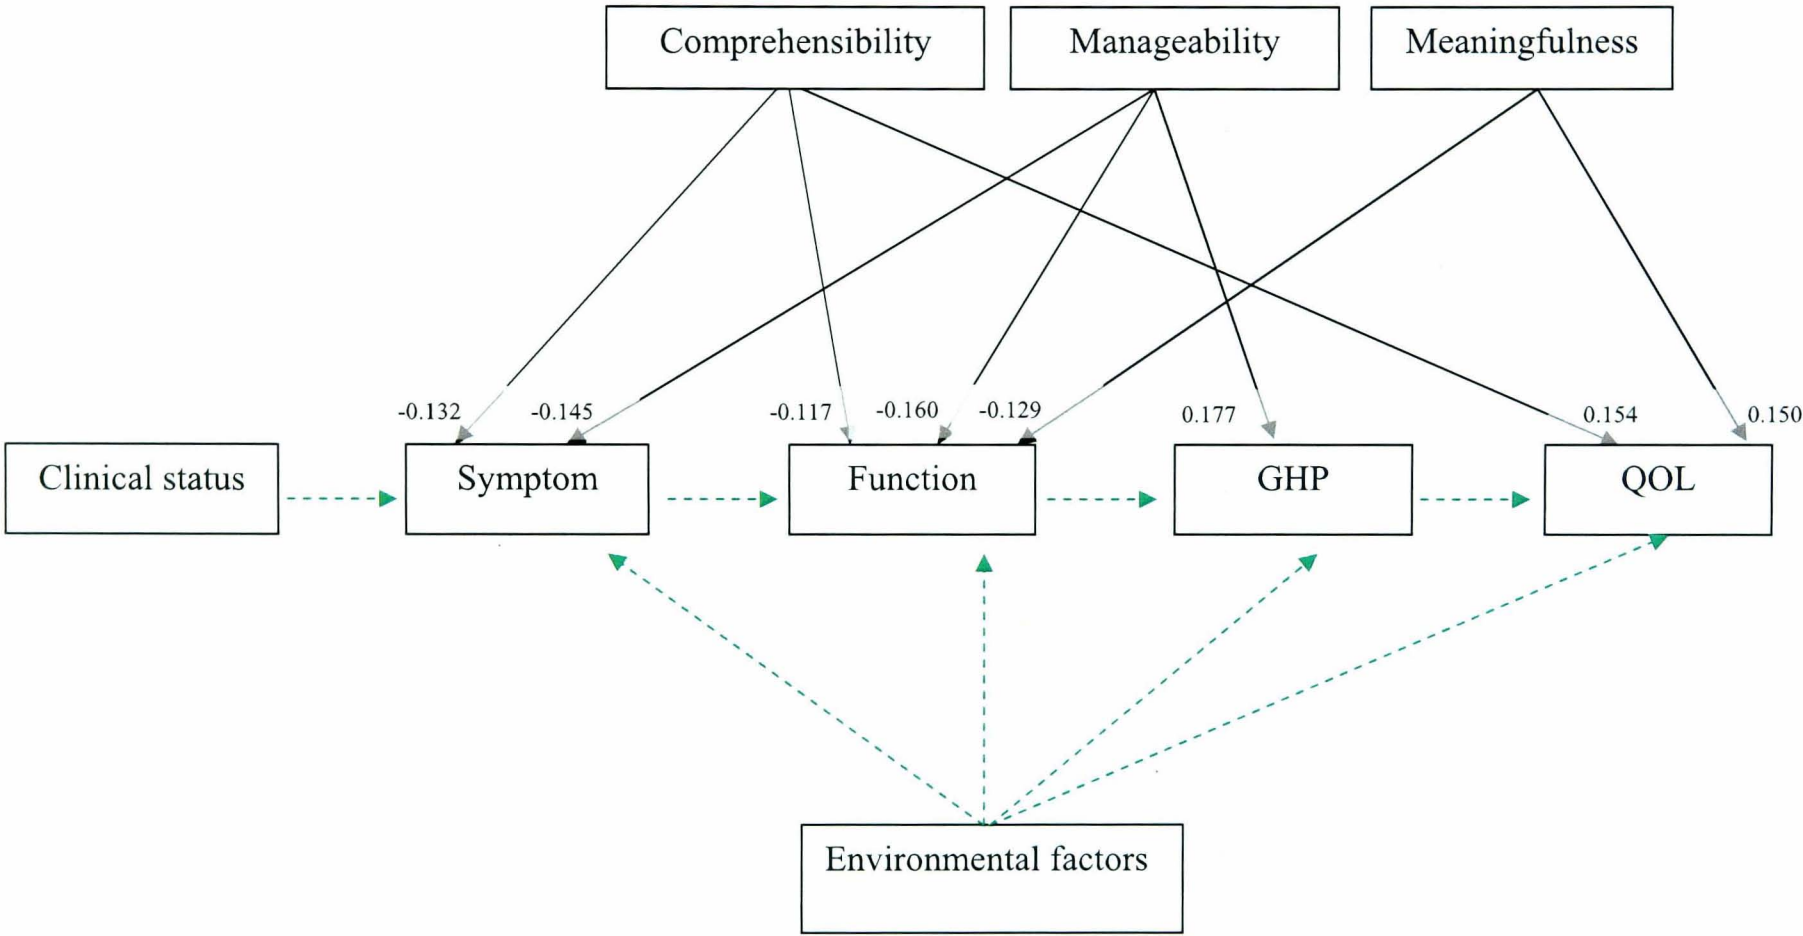 Comprehensibility
Manageability
Meaningfulness
-0.132
-0.145
-0.117
-0.160
-0.129
0.177
0.154
0.150
Clinical status
Symptom
Function
GHP
QOL
Environmental factors